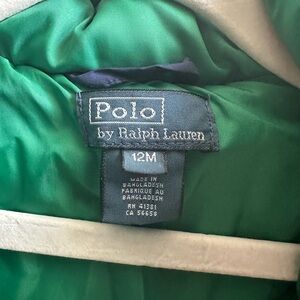 Polo
by Ralph Lauren
12M
MADE IN
BANGLADESH
FABRIQUE AU
BANGLADESH
RN 41381
CA 56658